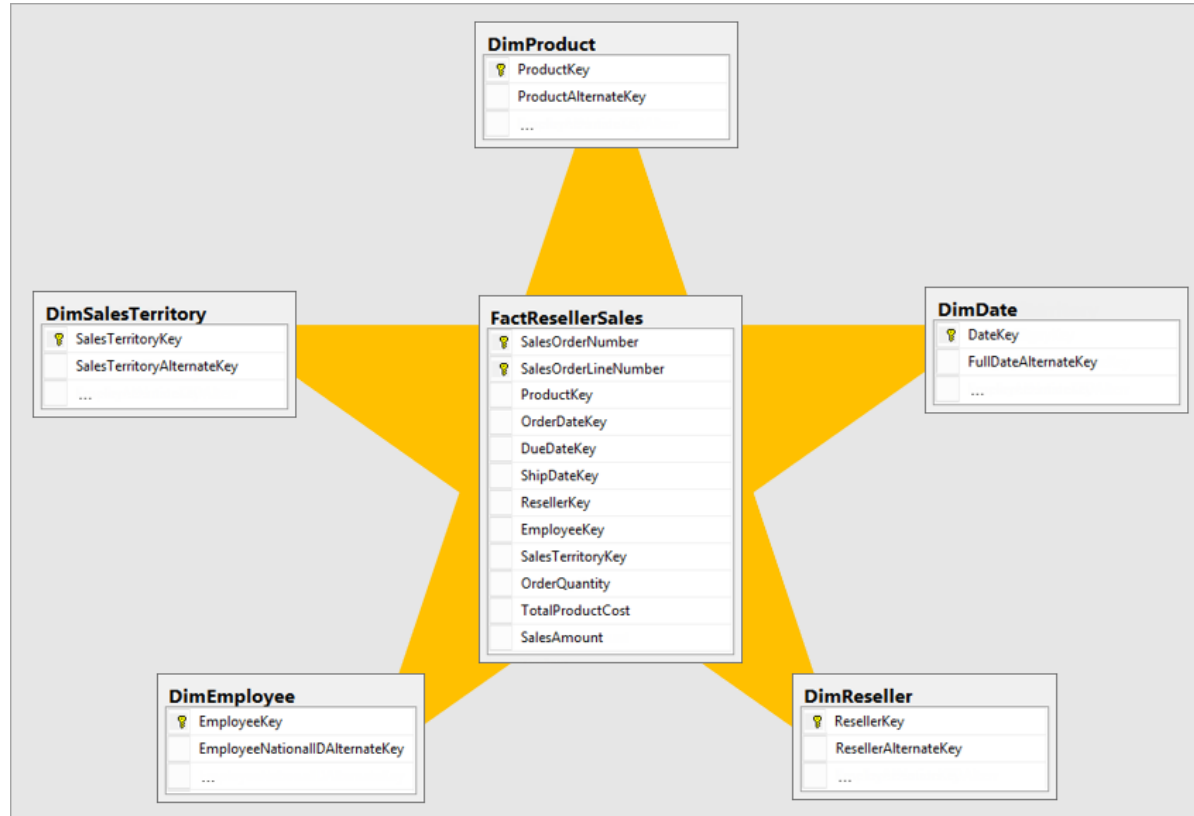 DimProduct
ProductKey
ProductAlternateKey
...
DimSalesTerritory
SalesTerritoryKey
SalesTerritoryAlternateKey
...
FactResellerSales
SalesOrderNumber
SalesOrderLineNumber
ProductKey
OrderDateKey
DueDateKey
ShipDateKey
ResellerKey
EmployeeKey
SalesTerritoryKey
OrderQuantity
TotalProductCost
SalesAmount
DimDate
DateKey
FullDateAlternateKey
...
DimEmployee
EmployeeKey
EmployeeNationalIDAlternateKey
...
DimReseller
ResellerKey
ResellerAlternateKey
...